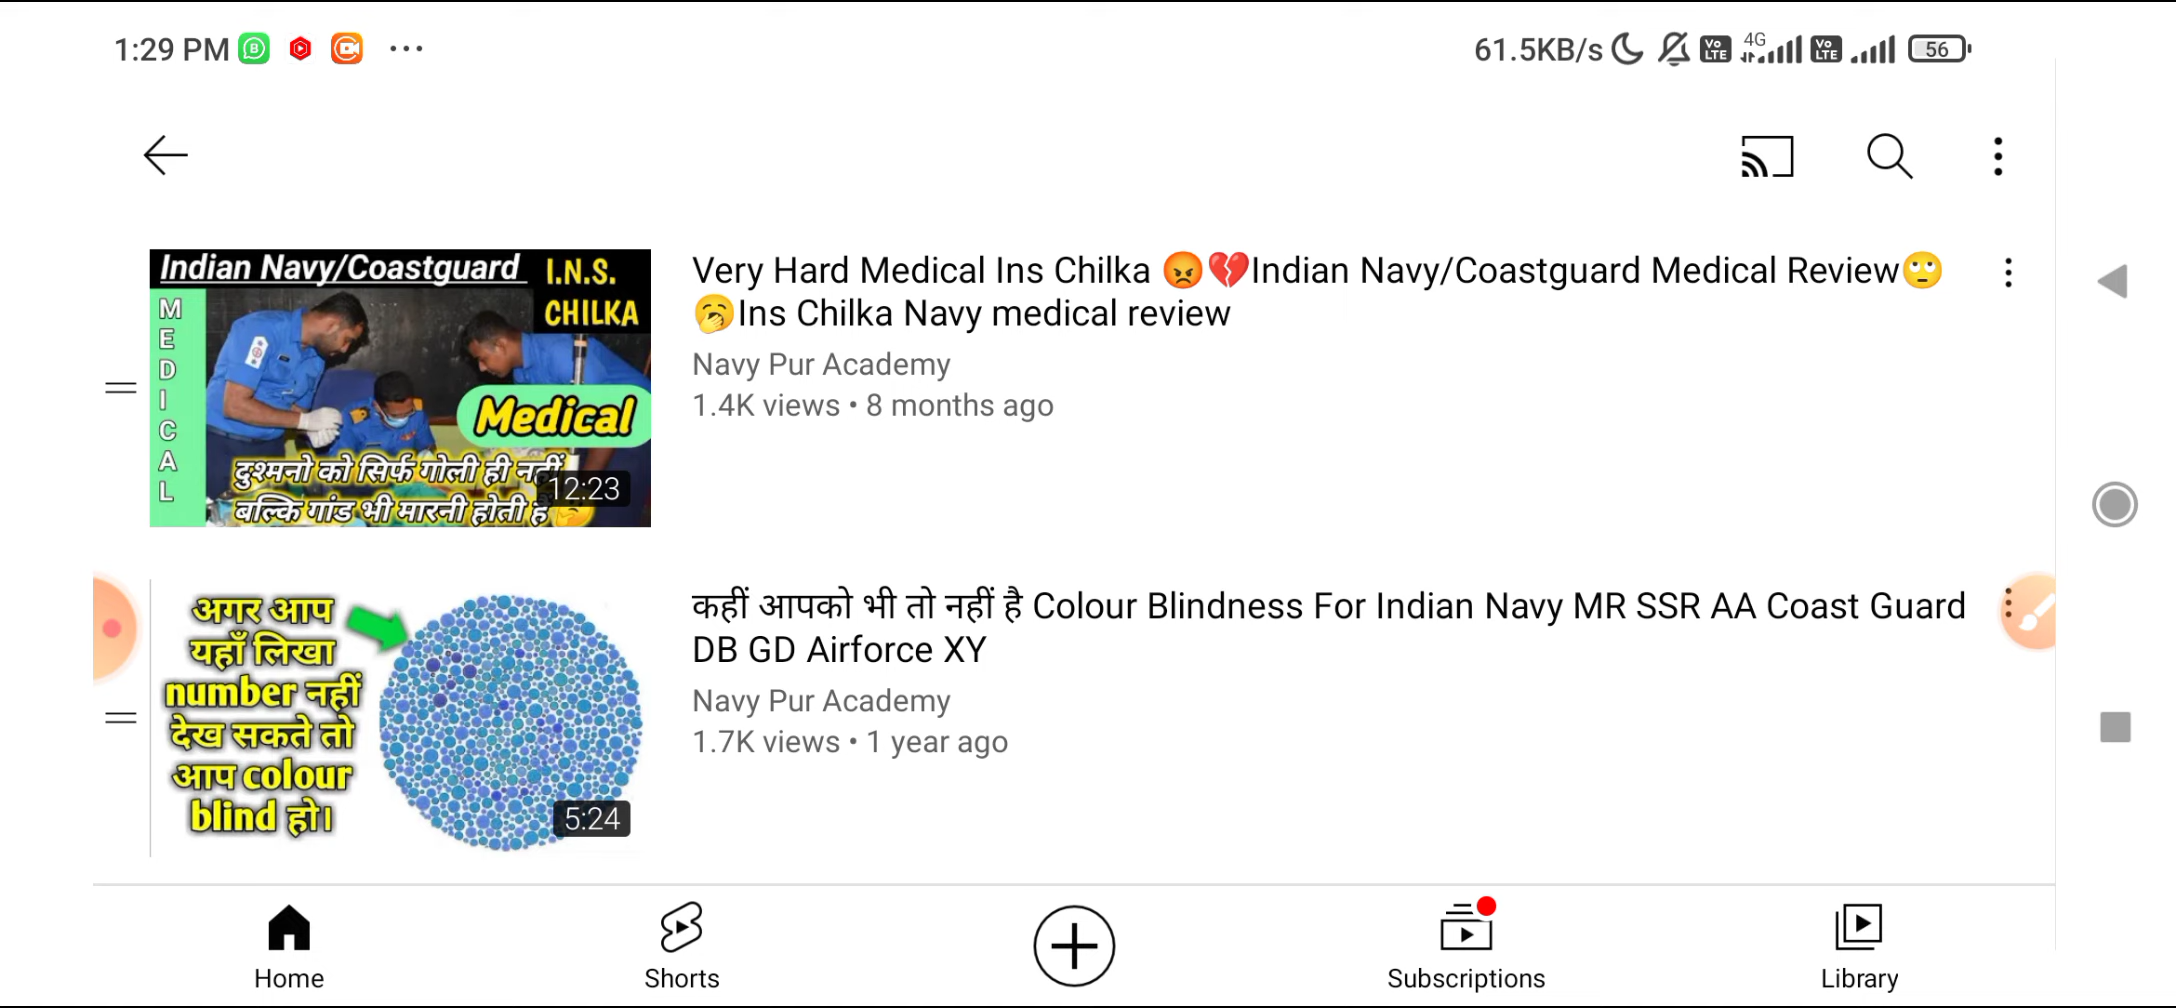 1:29 PM
61.5KB/s 4G 56
Indian Navy/Coastguard
I.N.S.
CHILKA
MEDICAL
Medical
दुश्मनो को सिर्फ गोली ही नहीं
बल्कि गांड भी मारनी होती है
12:23
Very Hard Medical Ins Chilka 😡💔Indian Navy/Coastguard Medical Review🙄
🥱Ins Chilka Navy medical review
Navy Pur Academy
1.4K views • 8 months ago
अगर आप
यहाँ लिखा
number नहीं
देख सकते तो
आप colour
blind हो।
5:24
कहीं आपको भी तो नहीं है Colour Blindness For Indian Navy MR SSR AA Coast Guard
DB GD Airforce XY
Navy Pur Academy
1.7K views • 1 year ago
Home
Shorts
Subscriptions
Library